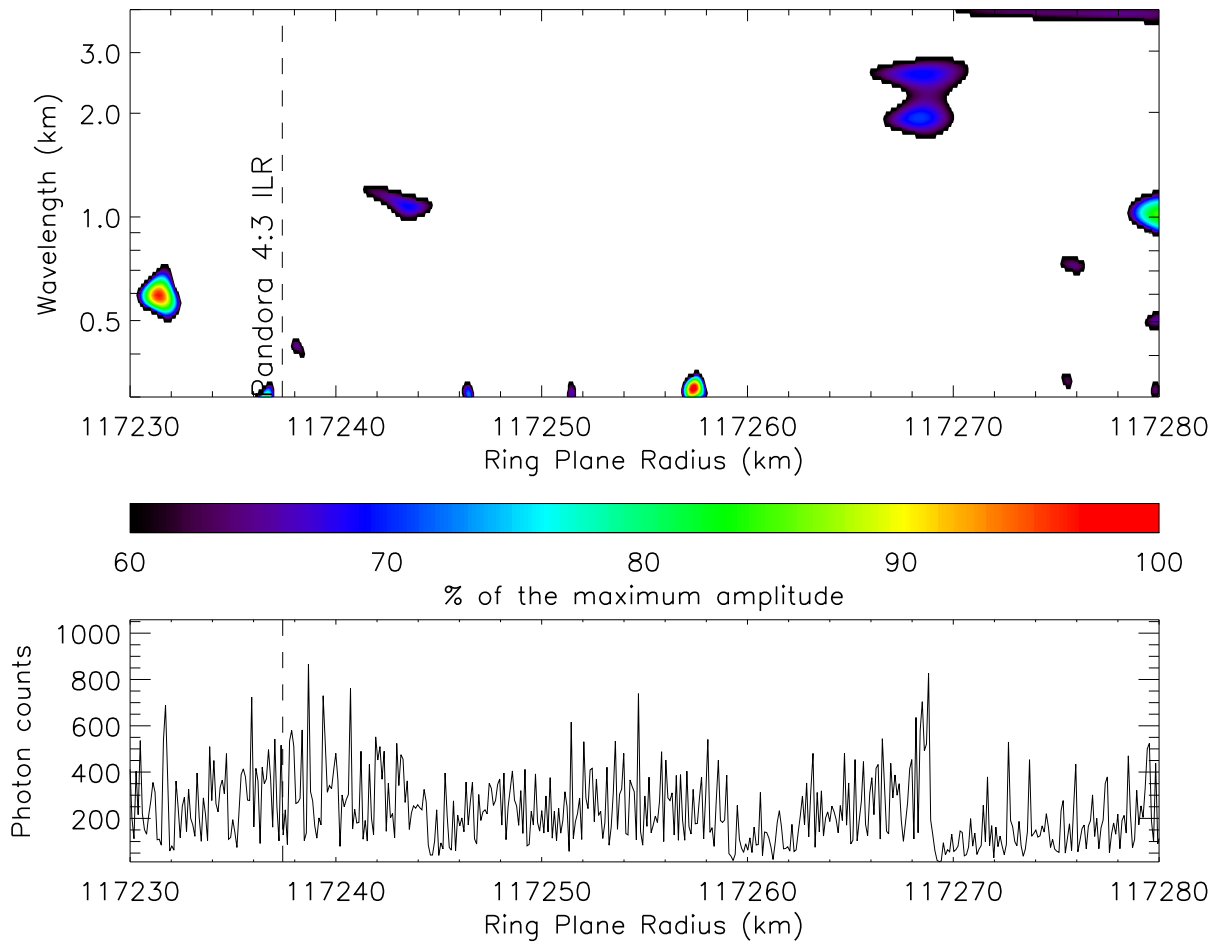 3.0
2.0
1.0
0.5
Wavelength (km)
Pandora 4:3 ILR
117230 117240 117250 117260 117270 117280
Ring Plane Radius (km)
60 70 80 90 100
% of the maximum amplitude
1000
800
600
400
200
Photon counts
117230 117240 117250 117260 117270 117280
Ring Plane Radius (km)